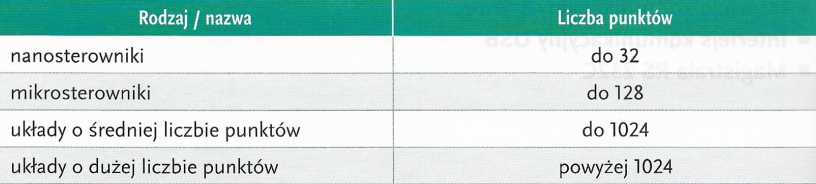 Rodzaj / nazwa Liczba punktów
nanosterowniki do 32
mikrosterowniki do 128
układy o średniej liczbie punktów do 1024
układy o dużej liczbie punktów powyżej 1024